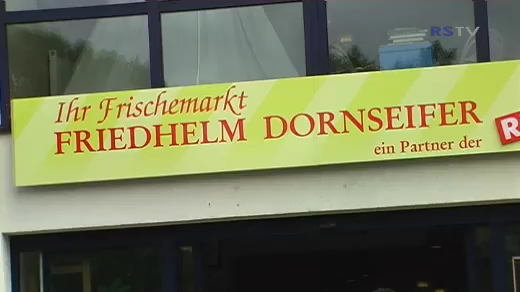 RSTV
Ihr Frischemarkt
FRIEDHELM DORNSEIFER
ein Partner der